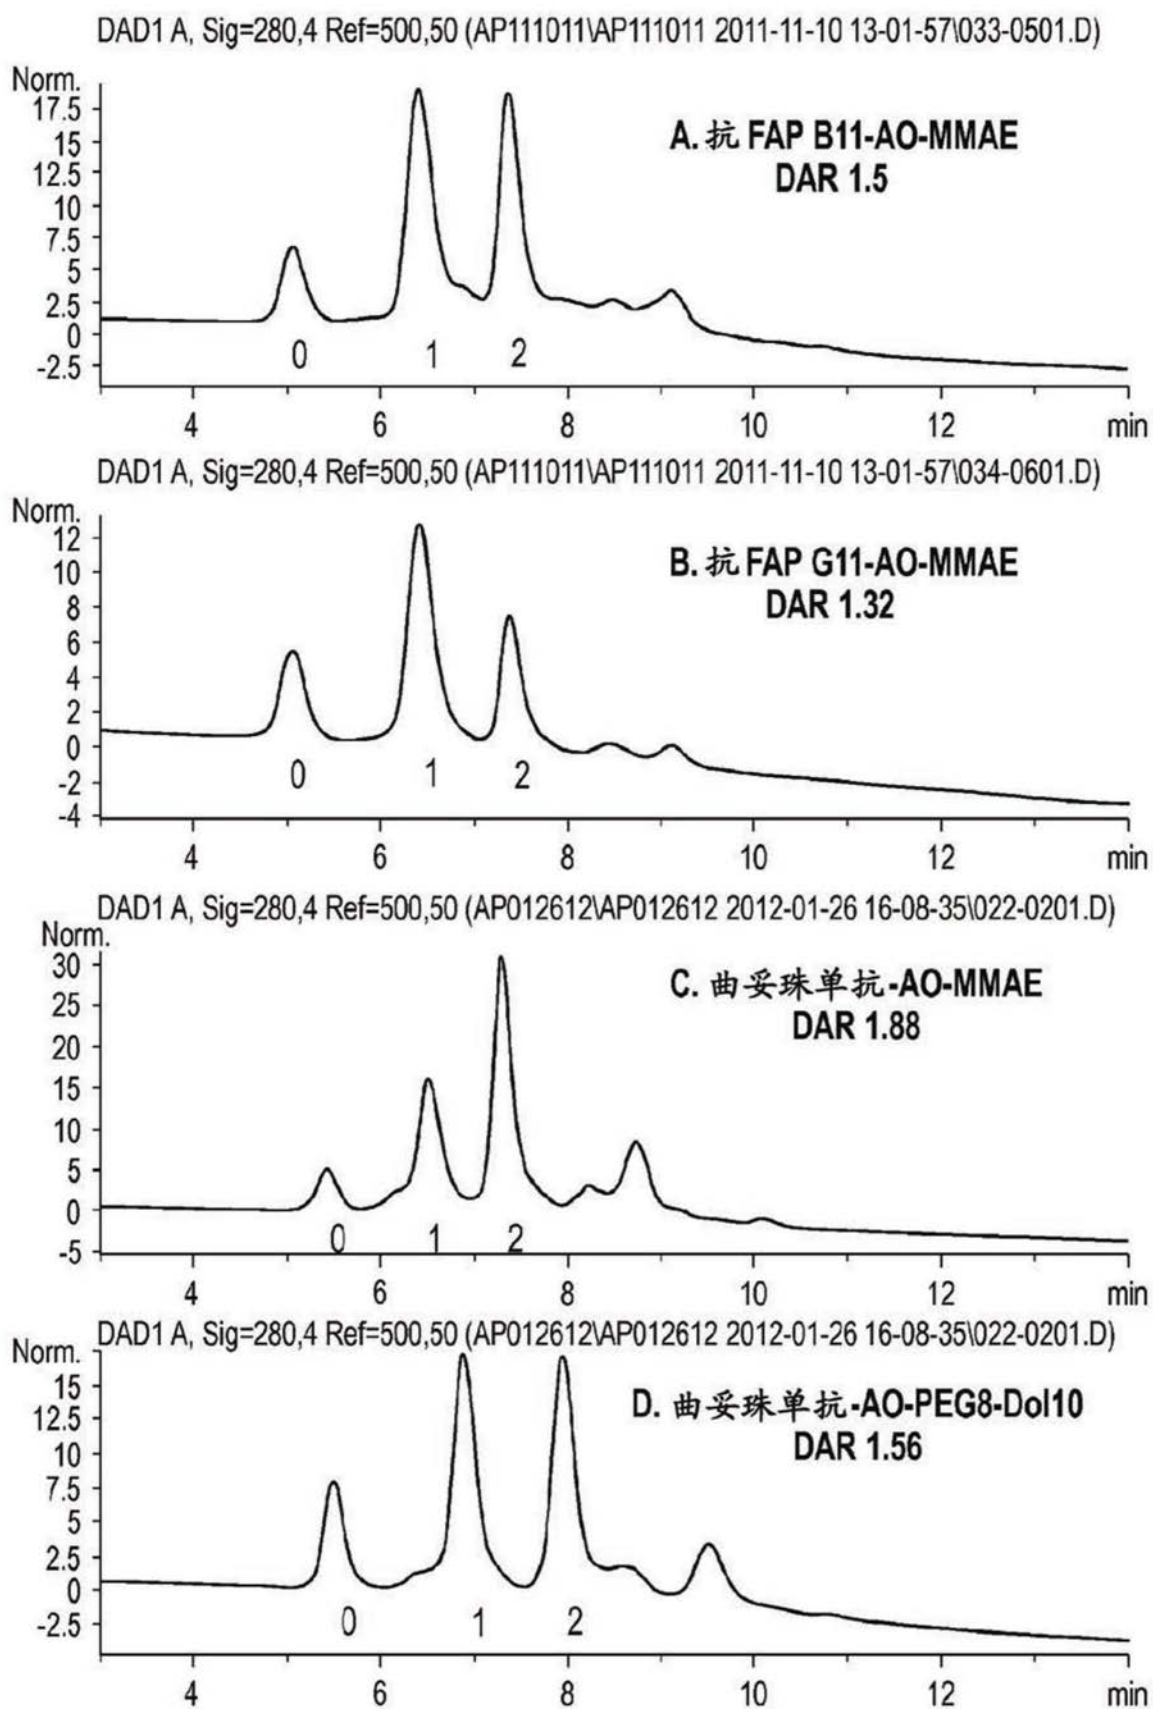 DAD1 A, Sig=280,4 Ref=500,50 (AP111011\AP111011 2011-11-10 13-01-57\033-0501.D)
Norm.
17.5
15
12.5
10
7.5
5
2.5
0
-2.5
A. 抗 FAP B11-AO-MMAE
DAR 1.5
0 1 2
4 6 8 10 12 min
DAD1 A, Sig=280,4 Ref=500,50 (AP111011\AP111011 2011-11-10 13-01-57\034-0601.D)
Norm.
12
10
8
6
4
2
0
-2
-4
B. 抗 FAP G11-AO-MMAE
DAR 1.32
0 1 2
4 6 8 10 12 min
DAD1 A, Sig=280,4 Ref=500,50 (AP012612\AP012612 2012-01-26 16-08-35\022-0201.D)
Norm.
30
25
20
15
10
5
0
-5
C. 曲妥珠单抗-AO-MMAE
DAR 1.88
0 1 2
4 6 8 10 12 min
DAD1 A, Sig=280,4 Ref=500,50 (AP012612\AP012612 2012-01-26 16-08-35\022-0201.D)
Norm.
15
12.5
10
7.5
5
2.5
0
-2.5
D. 曲妥珠单抗-AO-PEG8-Dol10
DAR 1.56
0 1 2
4 6 8 10 12 min